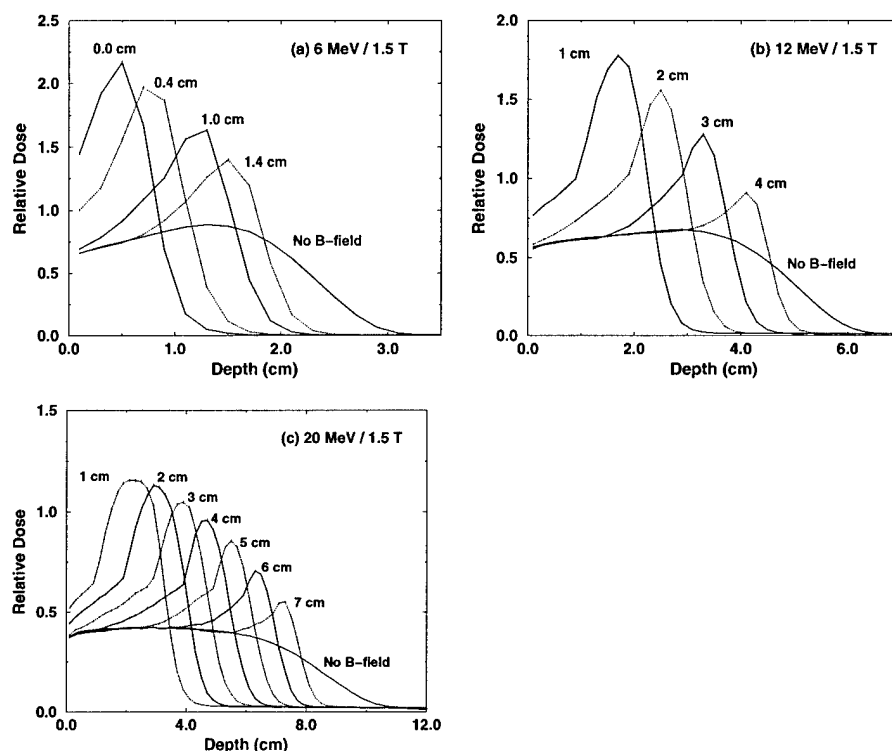 (a) 6 MeV / 1.5 T
0.0 cm
0.4 cm
1.0 cm
1.4 cm
No B-field
Relative Dose
2.5
2.0
1.5
1.0
0.5
0.0
0.0 1.0 2.0 3.0
Depth (cm)
(b) 12 MeV / 1.5 T
1 cm
2 cm
3 cm
4 cm
No B-field
Relative Dose
2.0
1.5
1.0
0.5
0.0
0.0 2.0 4.0 6.0
Depth (cm)
(c) 20 MeV / 1.5 T
1 cm
2 cm
3 cm
4 cm
5 cm
6 cm
7 cm
No B-field
Relative Dose
1.5
1.0
0.5
0.0
0.0 4.0 8.0 12.0
Depth (cm)